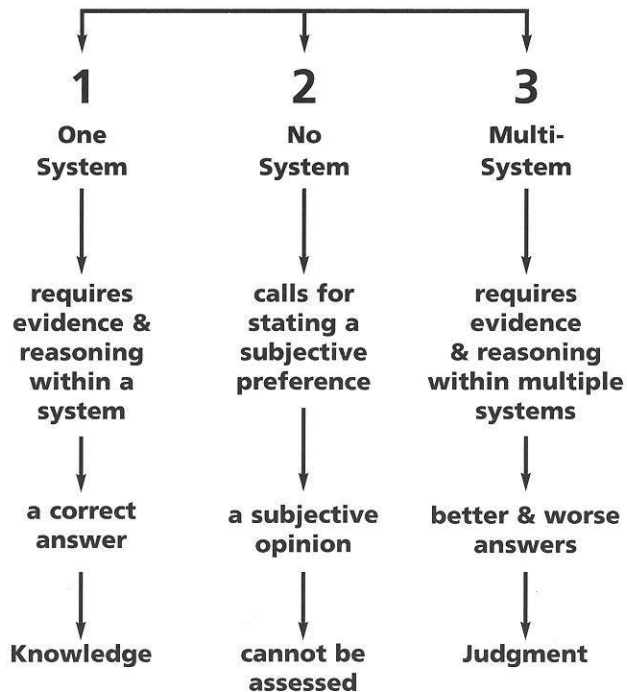 1
One
System
requires
evidence &
reasoning
within a
system
a correct
answer
Knowledge
2
No
System
calls for
stating a
subjective
preference
a subjective
opinion
cannot be
assessed
3
Multi-
System
requires
evidence
& reasoning
within multiple
systems
better & worse
answers
Judgment